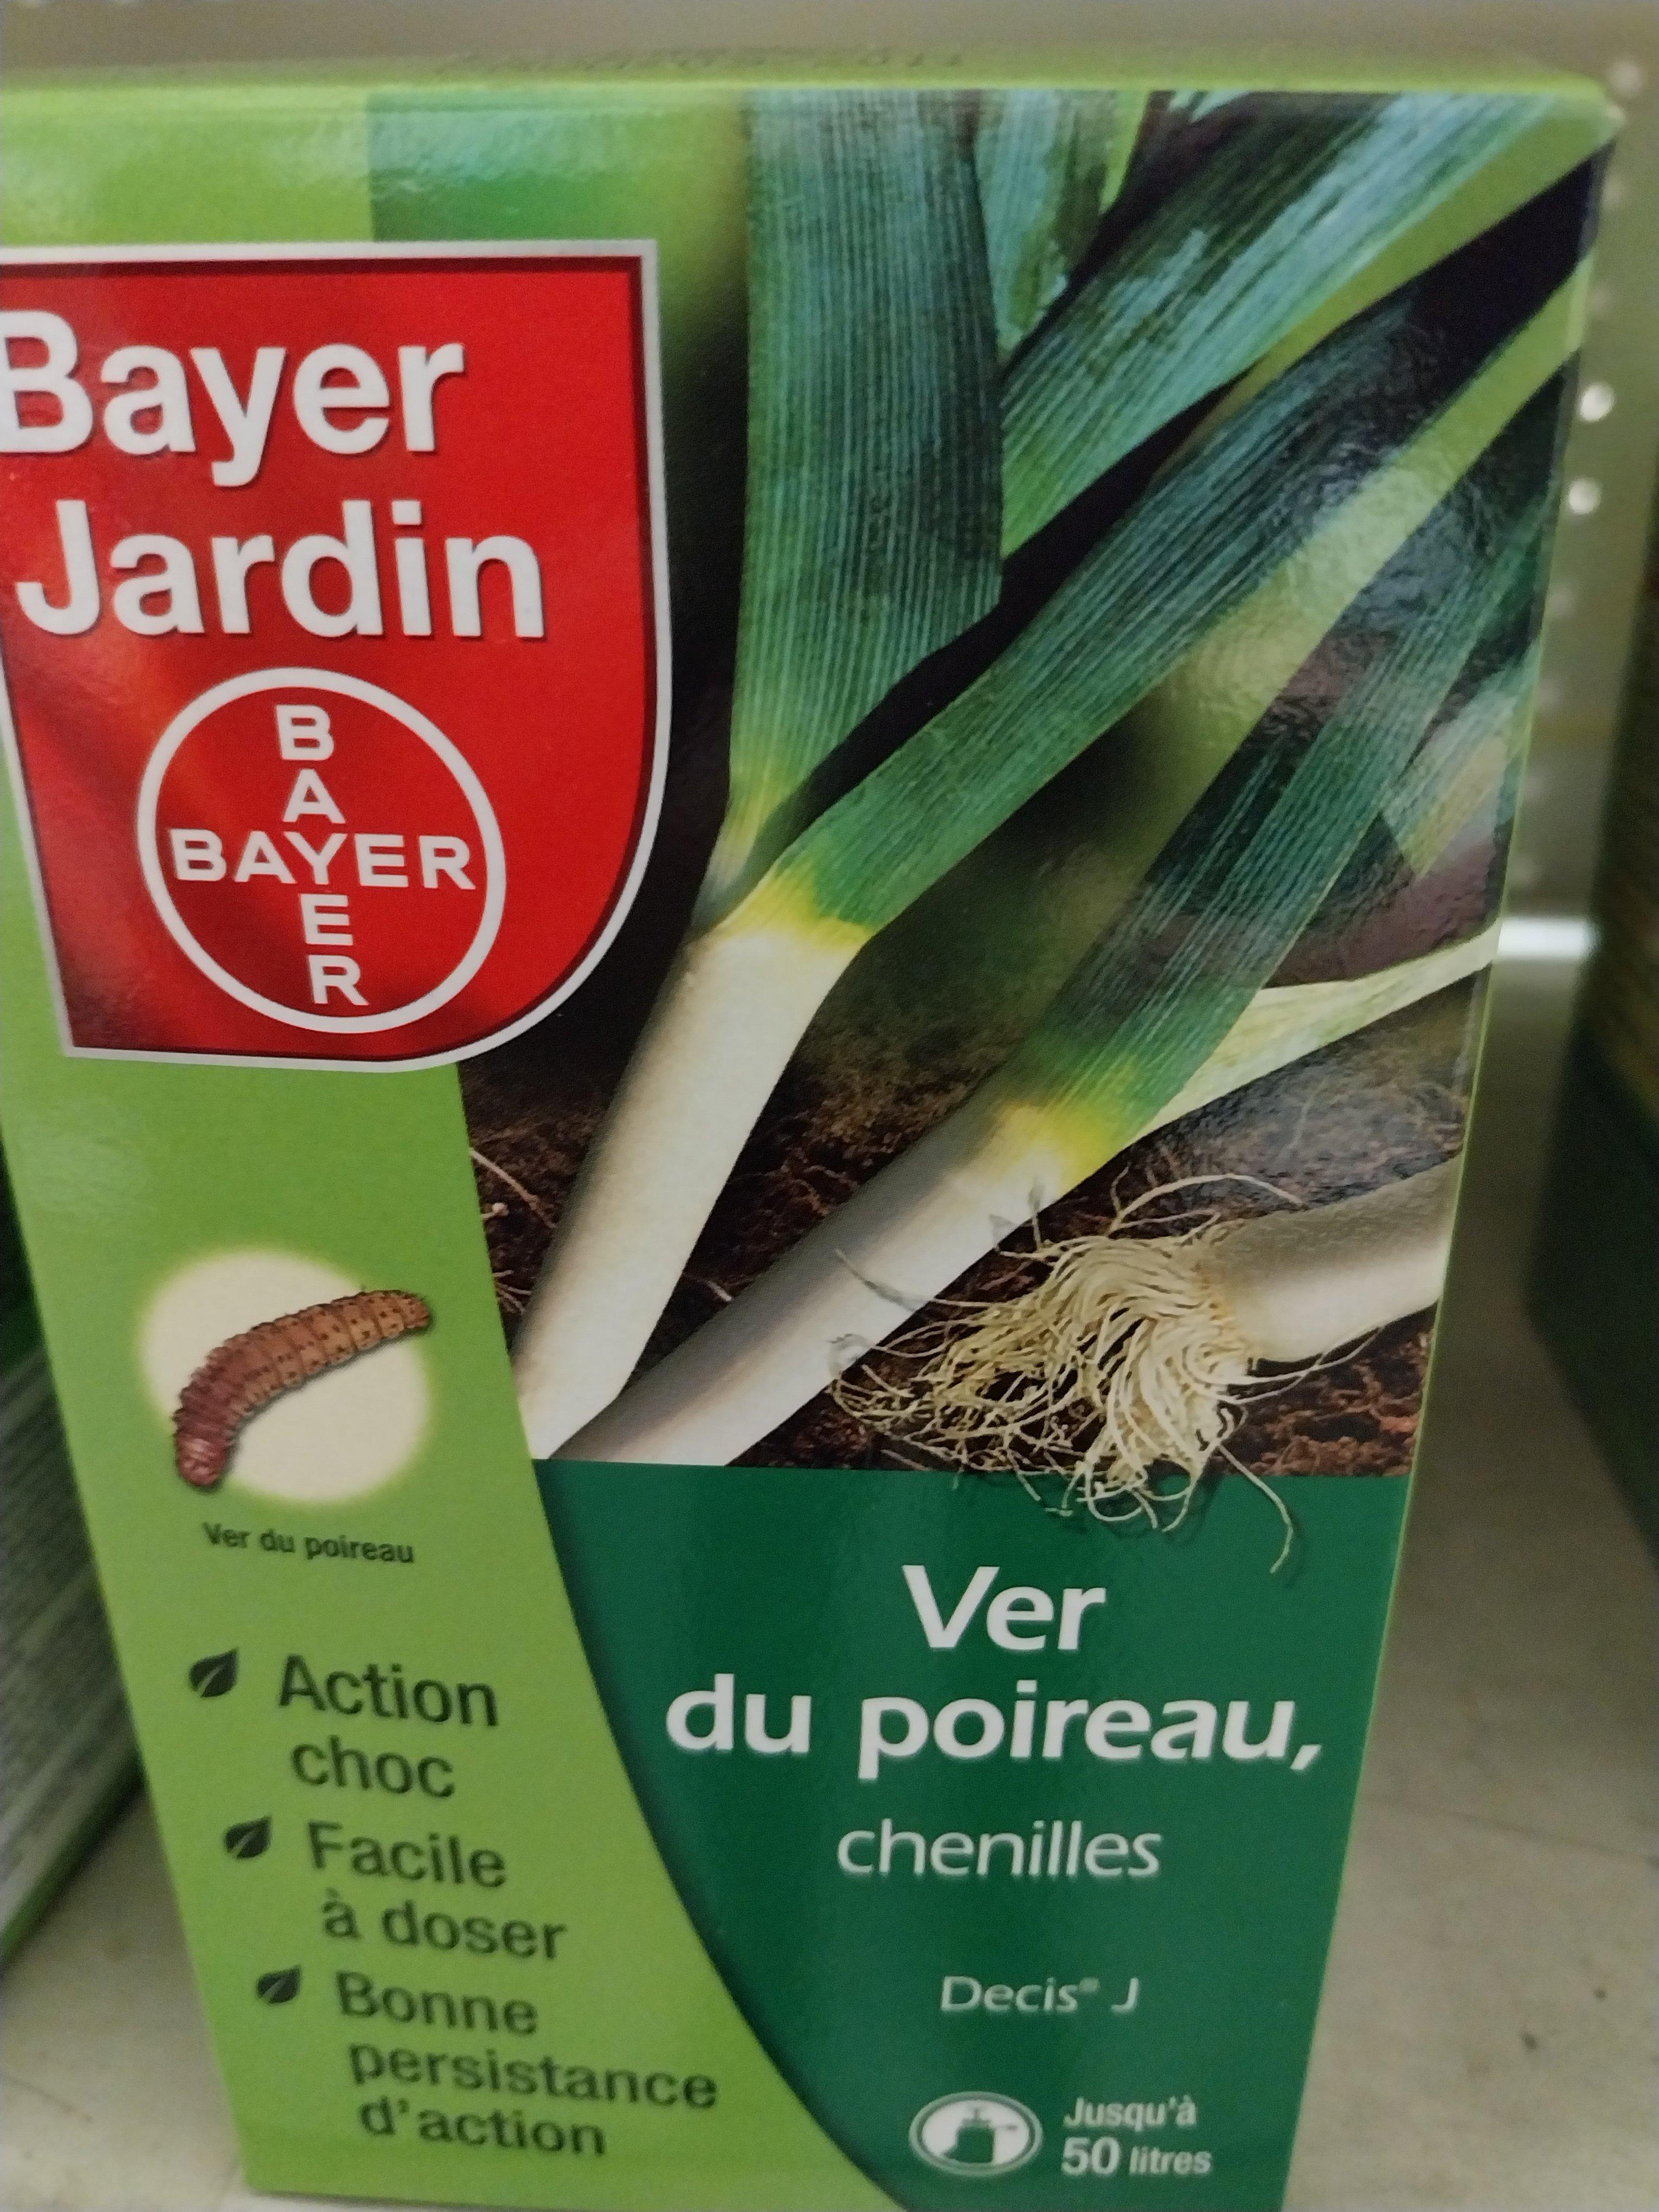 Bayer
Jardin
B
A
BAYER
E
R
Ver du poireau
Action
choc
Facile
à doser
Bonne
persistance
d'action
Ver
du poireau,
chenilles
Decis® J
Jusqu'à
50 litres